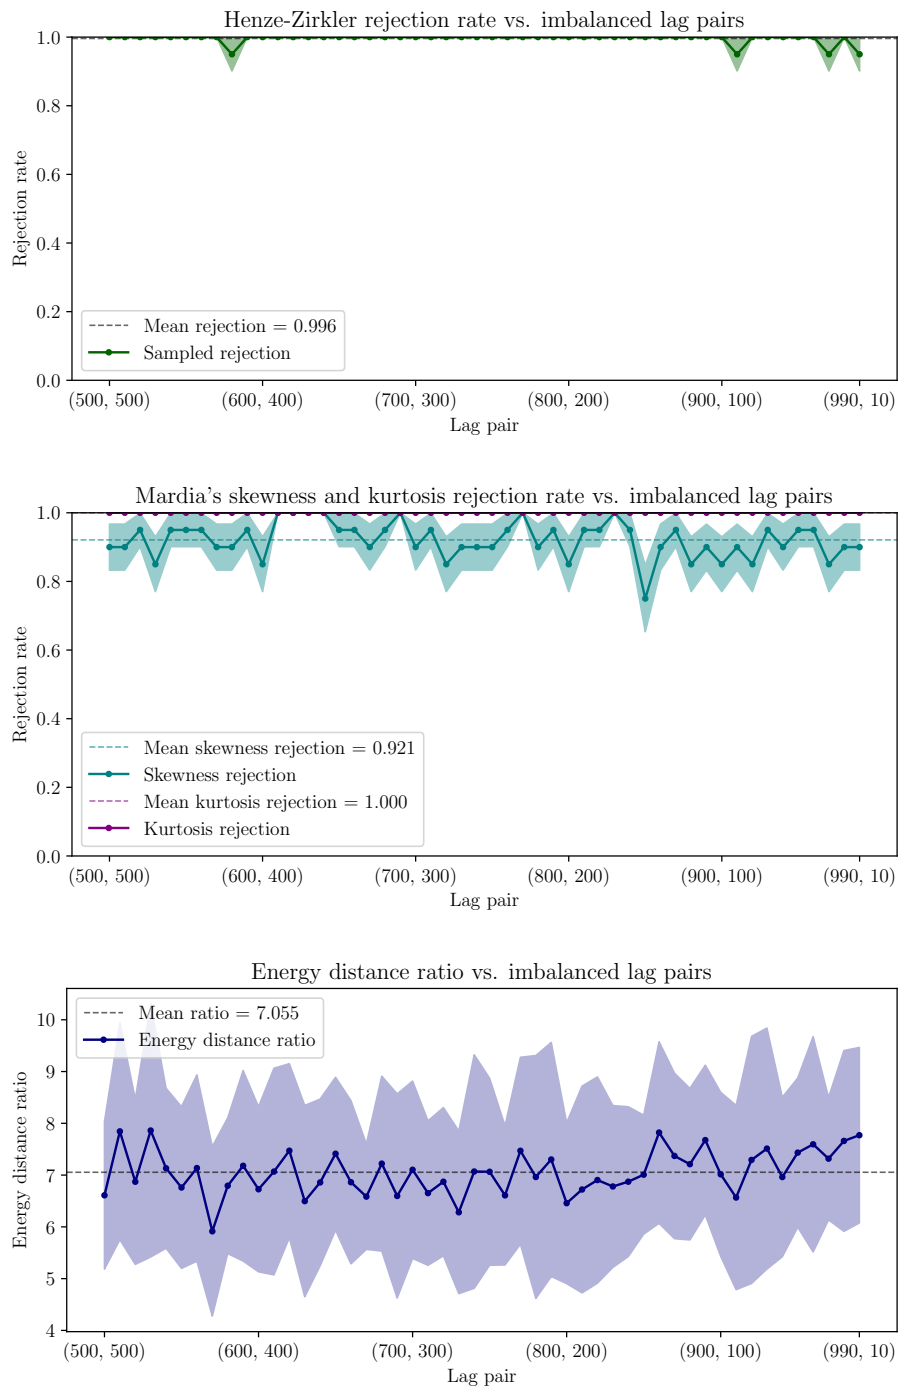 Henze-Zirkler rejection rate vs. imbalanced lag pairs
1.0
0.8
0.6
0.4
0.2
0.0
Rejection rate
Mean rejection = 0.996
Sampled rejection
(500, 500) (600, 400) (700, 300) (800, 200) (900, 100) (990, 10)
Lag pair
Mardia's skewness and kurtosis rejection rate vs. imbalanced lag pairs
1.0
0.8
0.6
0.4
0.2
0.0
Rejection rate
Mean skewness rejection = 0.921
Skewness rejection
Mean kurtosis rejection = 1.000
Kurtosis rejection
(500, 500) (600, 400) (700, 300) (800, 200) (900, 100) (990, 10)
Lag pair
Energy distance ratio vs. imbalanced lag pairs
10
9
8
7
6
5
4
Energy distance ratio
Mean ratio = 7.055
Energy distance ratio
(500, 500) (600, 400) (700, 300) (800, 200) (900, 100) (990, 10)
Lag pair